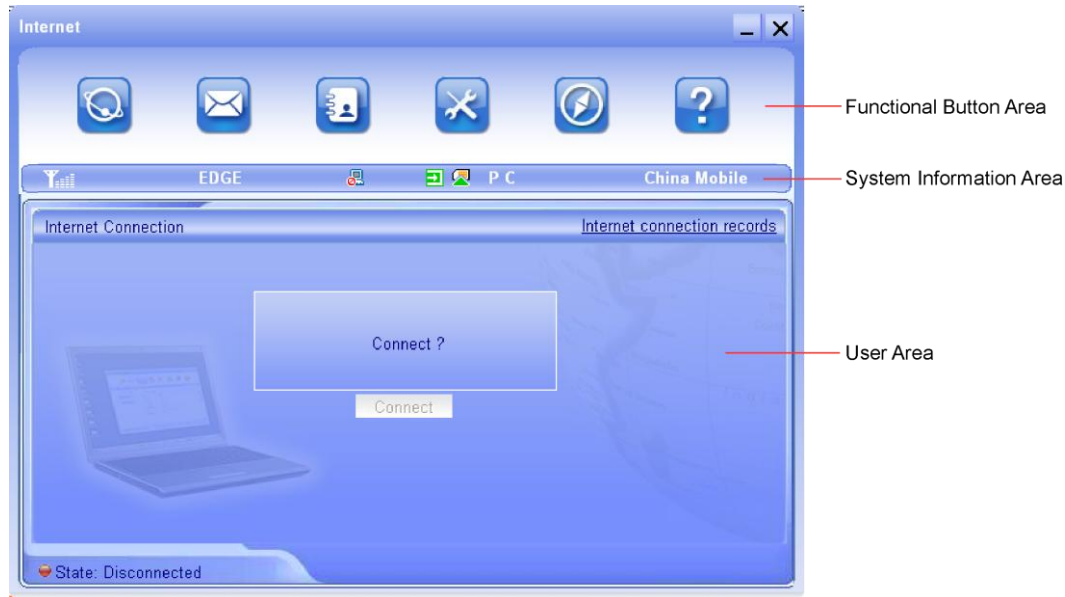 Internet
Functional Button Area
EDGE P C China Mobile
System Information Area
Internet Connection Internet connection records
Connect ?
User Area
Connect
State: Disconnected